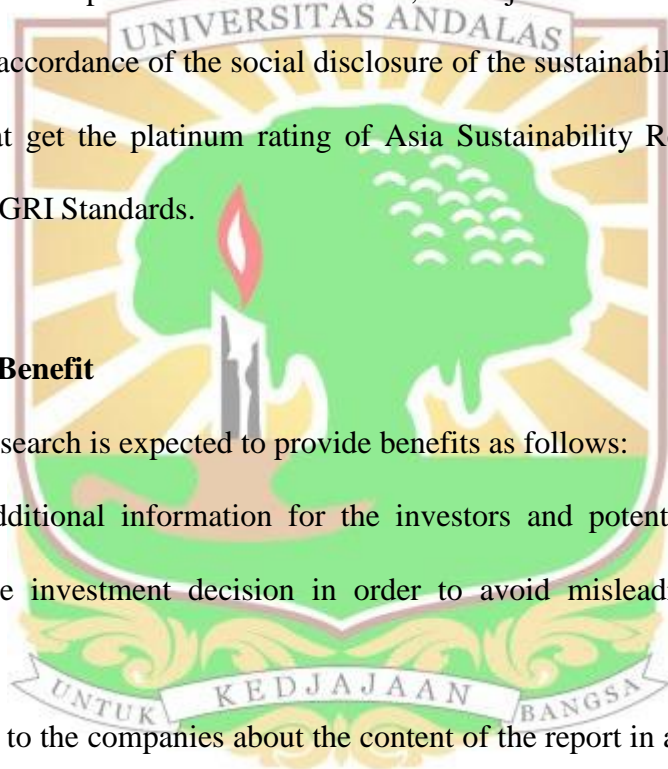 UNIVERSITAS ANDALAS
accordance of the social disclosure of the sustainabil
at get the platinum rating of Asia Sustainability R
GRI Standards.
Benefit
search is expected to provide benefits as follows:
dditional information for the investors and potent
e investment decision in order to avoid misleadi
UNTUK KEDJAJAAN BANGSA
to the companies about the content of the report in a